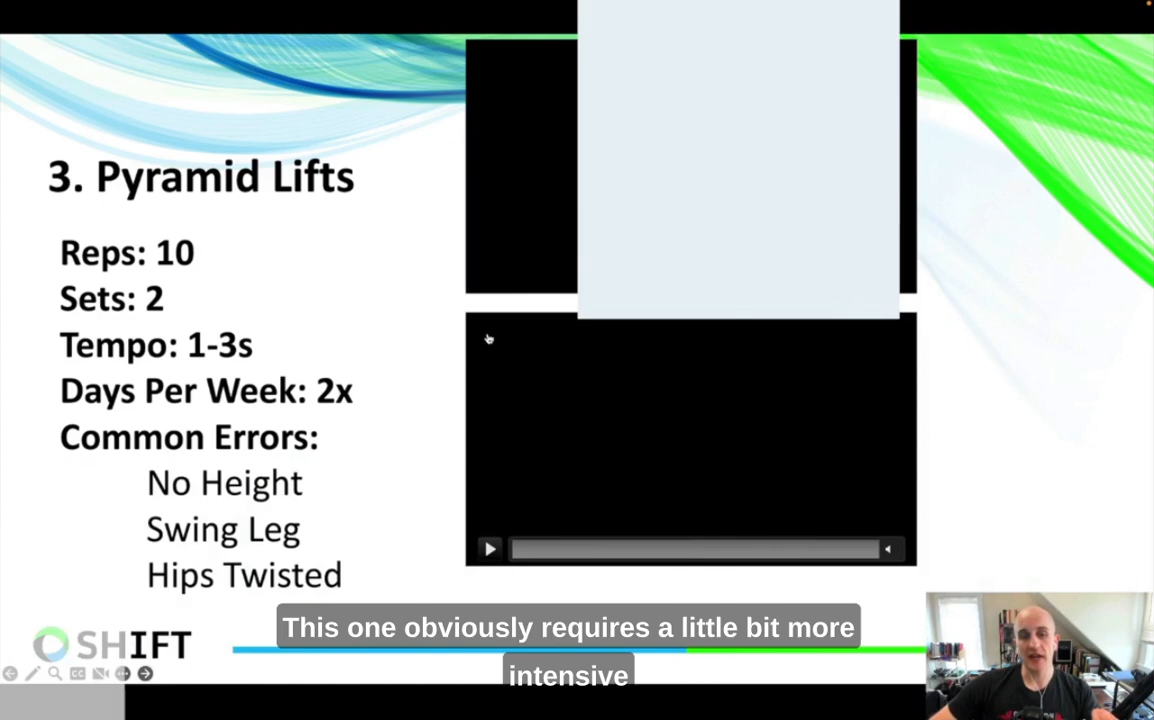 3. Pyramid Lifts
Reps: 10
Sets: 2
Tempo: 1-3s
Days Per Week: 2x
Common Errors:
No Height
Swing Leg
Hips Twisted
This one obviously requires a little bit more
intensive
SHIFT